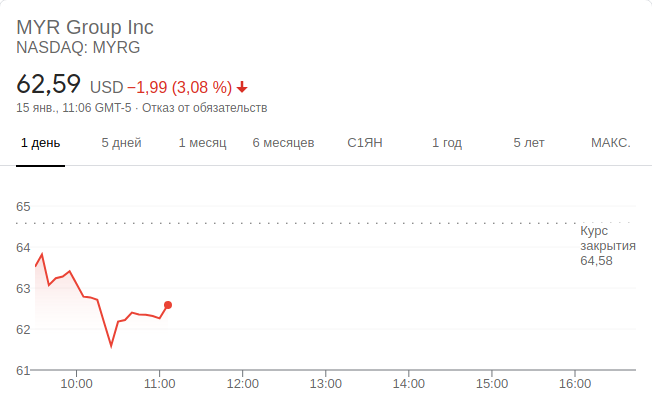 MYR Group Inc
NASDAQ: MYRG
62,59 USD −1,99 (3,08 %)
15 янв., 11:06 GMT-5 · Отказ от обязательств
1 день 5 дней 1 месяц 6 месяцев С1ЯН 1 год 5 лет МАКС.
65
Курс
закрытия
64,58
64
63
62
61
10:00 11:00 12:00 13:00 14:00 15:00 16:00